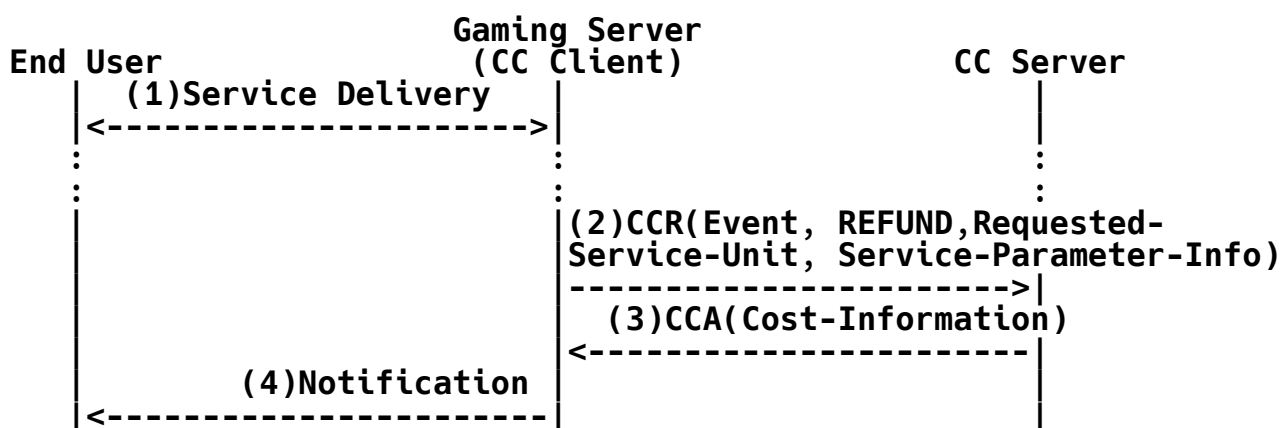 Gaming Server
End User (CC Client) CC Server
(1)Service Delivery
(2)CCR(Event, REFUND,Requested-
Service-Unit, Service-Parameter-Info)
(3)CCA(Cost-Information)
(4)Notification